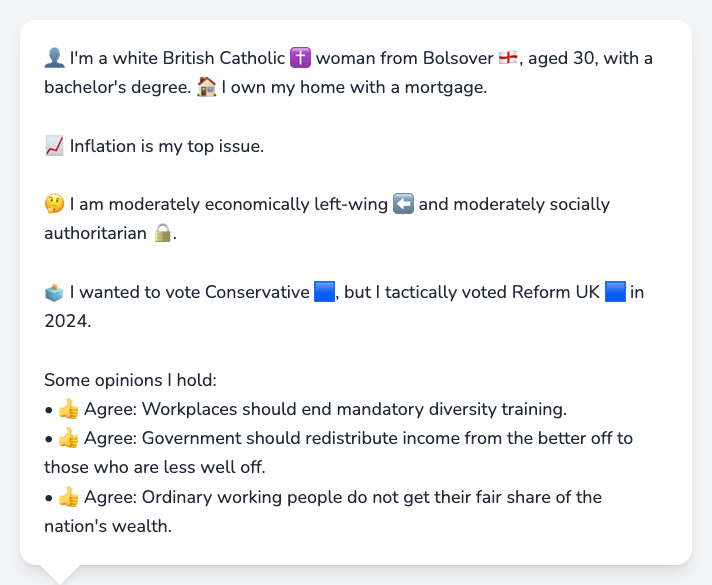 👤 I'm a white British Catholic ✝️ woman from Bolsover 🏴󠁧󠁢󠁥󠁮󠁧󠁿, aged 30, with a
bachelor's degree. 🏠 I own my home with a mortgage.
📈 Inflation is my top issue.
🤔 I am moderately economically left-wing ⬅️ and moderately socially
authoritarian 🔒.
🗳️ I wanted to vote Conservative 🟦, but I tactically voted Reform UK 🟦 in
2024.
Some opinions I hold:
• 👍 Agree: Workplaces should end mandatory diversity training.
• 👍 Agree: Government should redistribute income from the better off to
those who are less well off.
• 👍 Agree: Ordinary working people do not get their fair share of the
nation's wealth.